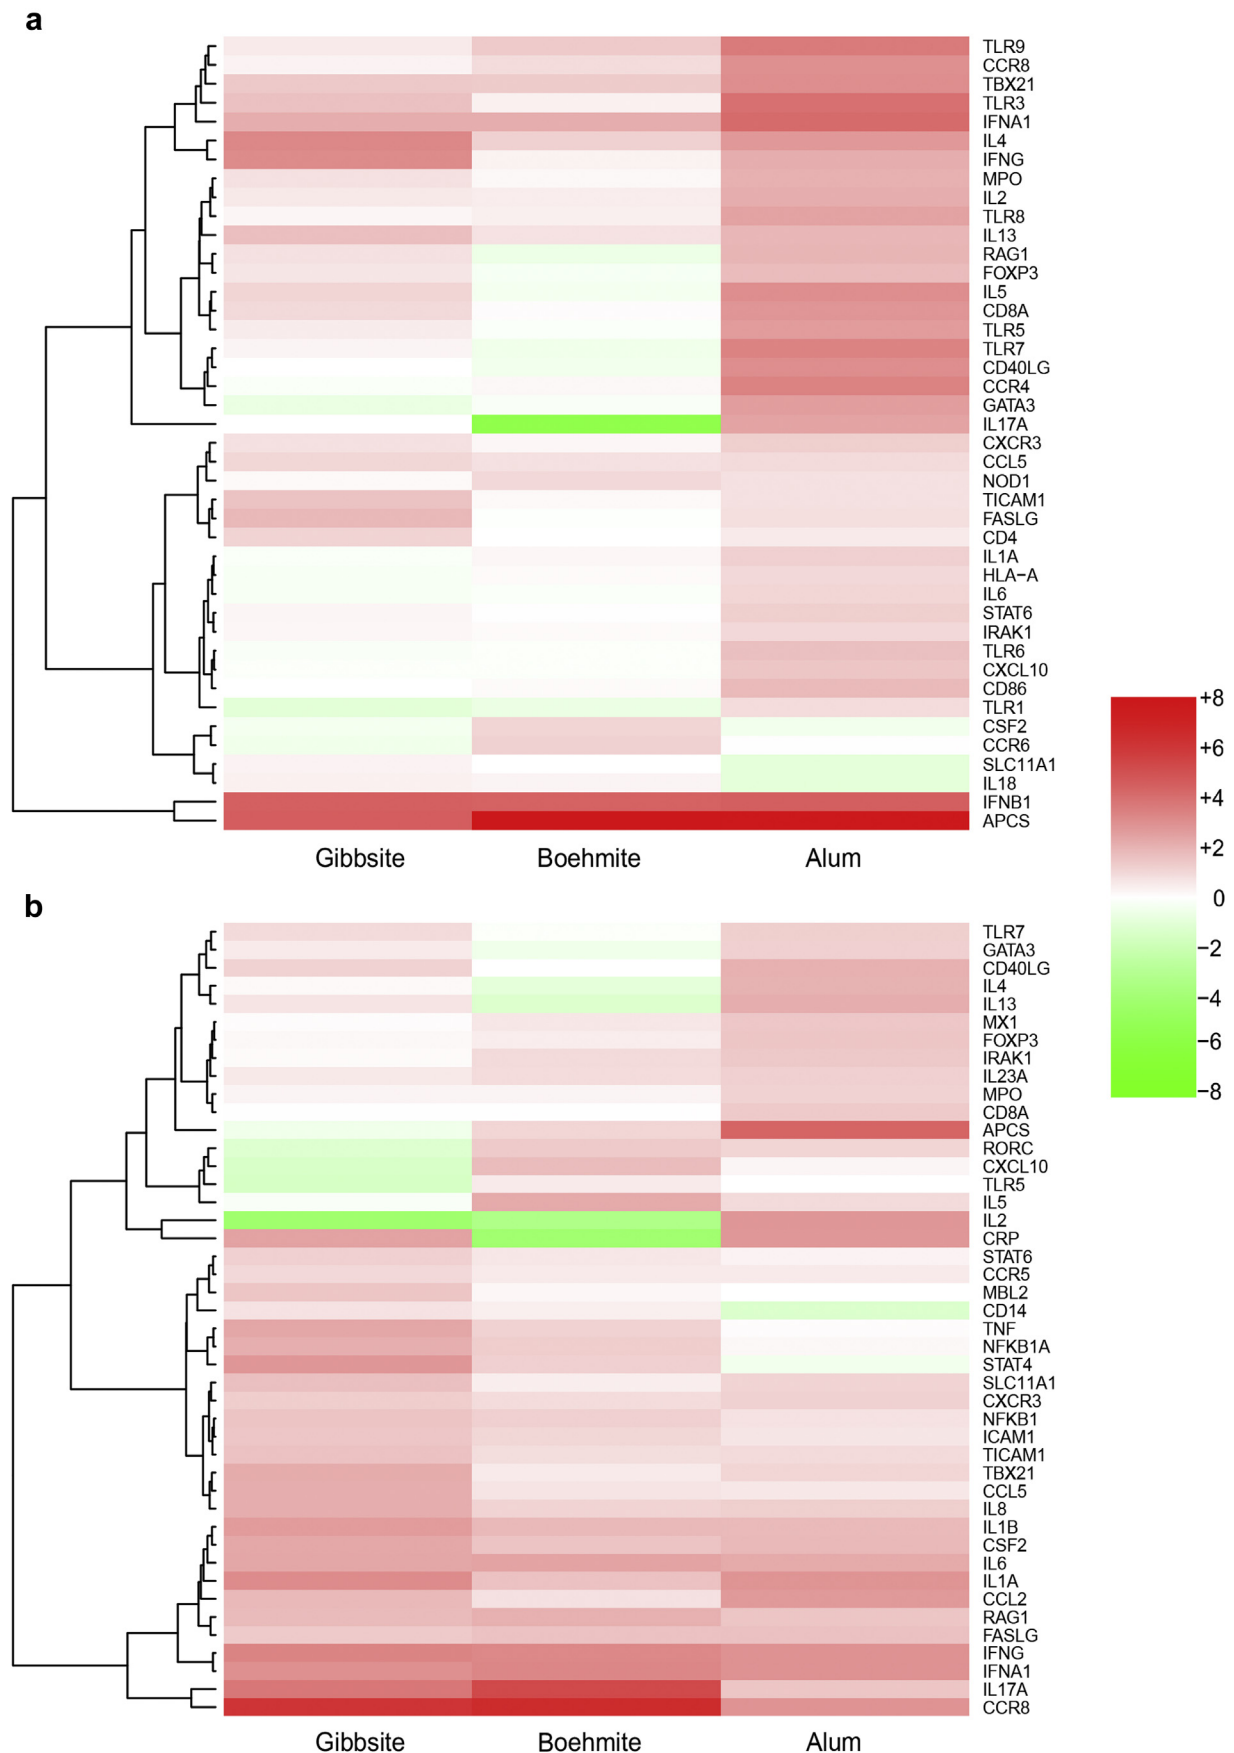 a
TLR9
CCR8
TBX21
TLR3
IFNA1
IL4
IFNG
MPO
IL2
TLR8
IL13
RAG1
FOXP3
IL5
CD8A
TLR5
TLR7
CD40LG
CCR4
GATA3
IL17A
CXCR3
CCL5
NOD1
TICAM1
FASLG
CD4
IL1A
HLA−A
IL6
STAT6
IRAK1
TLR6
CXCL10
CD86
TLR1
CSF2
CCR6
SLC11A1
IL18
IFNB1
APCS
Gibbsite Boehmite Alum
+8
+6
+4
+2
0
−2
−4
−6
−8
b
TLR7
GATA3
CD40LG
IL4
IL13
MX1
FOXP3
IRAK1
IL23A
MPO
CD8A
APCS
RORC
CXCL10
TLR5
IL5
IL2
CRP
STAT6
CCR5
MBL2
CD14
TNF
NFKB1A
STAT4
SLC11A1
CXCR3
NFKB1
ICAM1
TICAM1
TBX21
CCL5
IL8
IL1B
CSF2
IL6
IL1A
CCL2
RAG1
FASLG
IFNG
IFNA1
IL17A
CCR8
Gibbsite Boehmite Alum